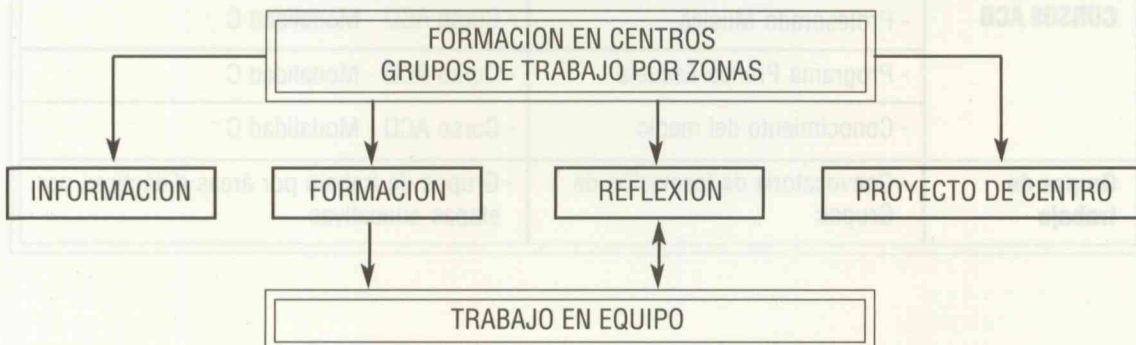 FORMACION EN CENTROS
GRUPOS DE TRABAJO POR ZONAS
INFORMACION
FORMACION
REFLEXION
PROYECTO DE CENTRO
TRABAJO EN EQUIPO